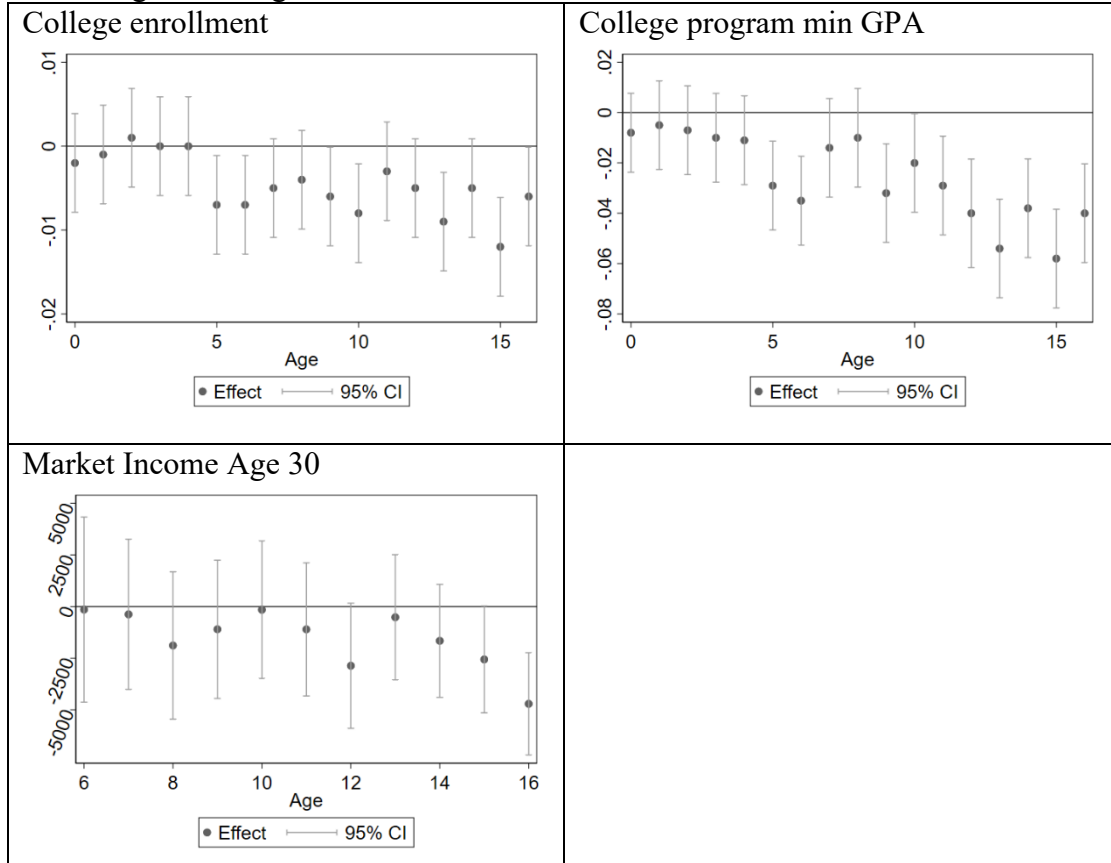 College enrollment
.01
0
-.01
-.02
0 5 10 15
Age
Effect 95% CI
College program min GPA
.02
0
-.02
-.04
-.06
-.08
0 5 10 15
Age
Effect 95% CI
Market Income Age 30
5000
2500
0
-2500
-5000
6 8 10 12 14 16
Age
Effect 95% CI